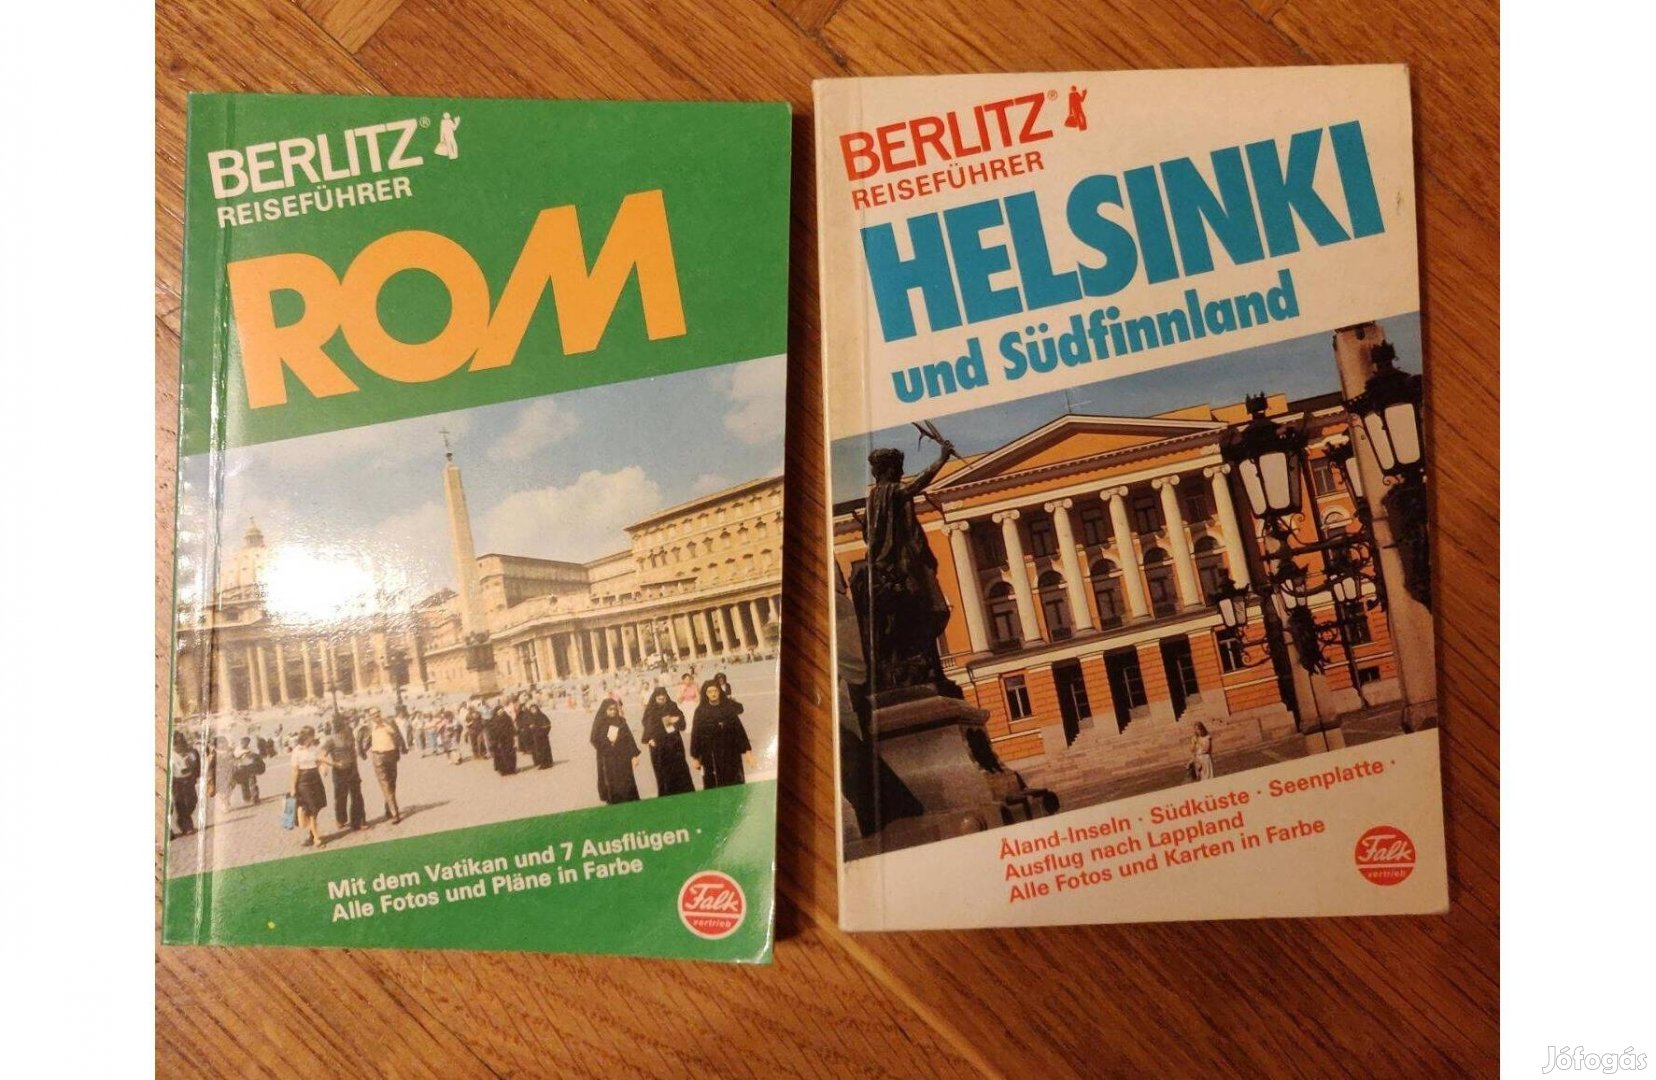 BERLITZ®
REISEFÜHRER
ROM
Mit dem Vatikan und 7 Ausflügen ·
Alle Fotos und Pläne in Farbe
Falk
vertrieb
BERLITZ®
REISEFÜHRER
HELSINKI
und Südfinnland
Åland-Inseln · Südküste · Seenplatte ·
Ausflug nach Lappland
Alle Fotos und Karten in Farbe
Falk
vertrieb
Jófogás